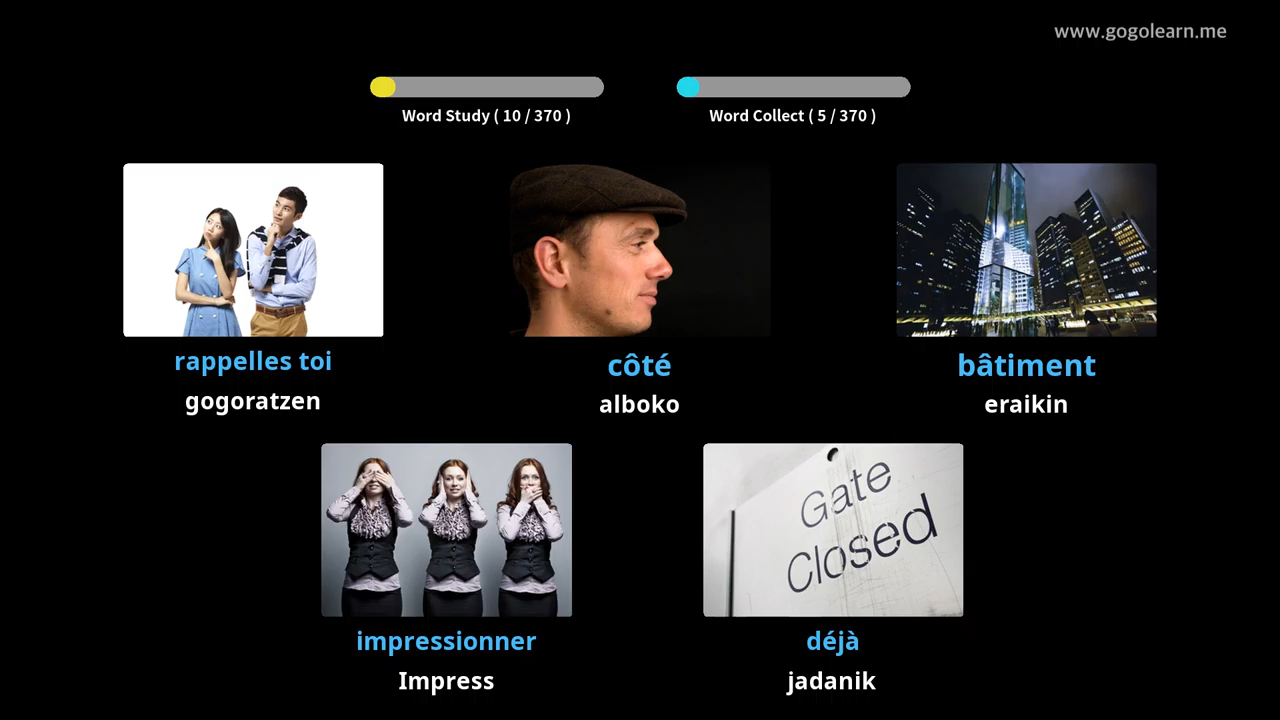 www.gogolearn.me
Word Study ( 10 / 370 )
Word Collect ( 5 / 370 )
rappelles toi
gogoratzen
côté
alboko
bâtiment
eraikin
Gate
Closed
impressionner
Impress
déjà
jadanik